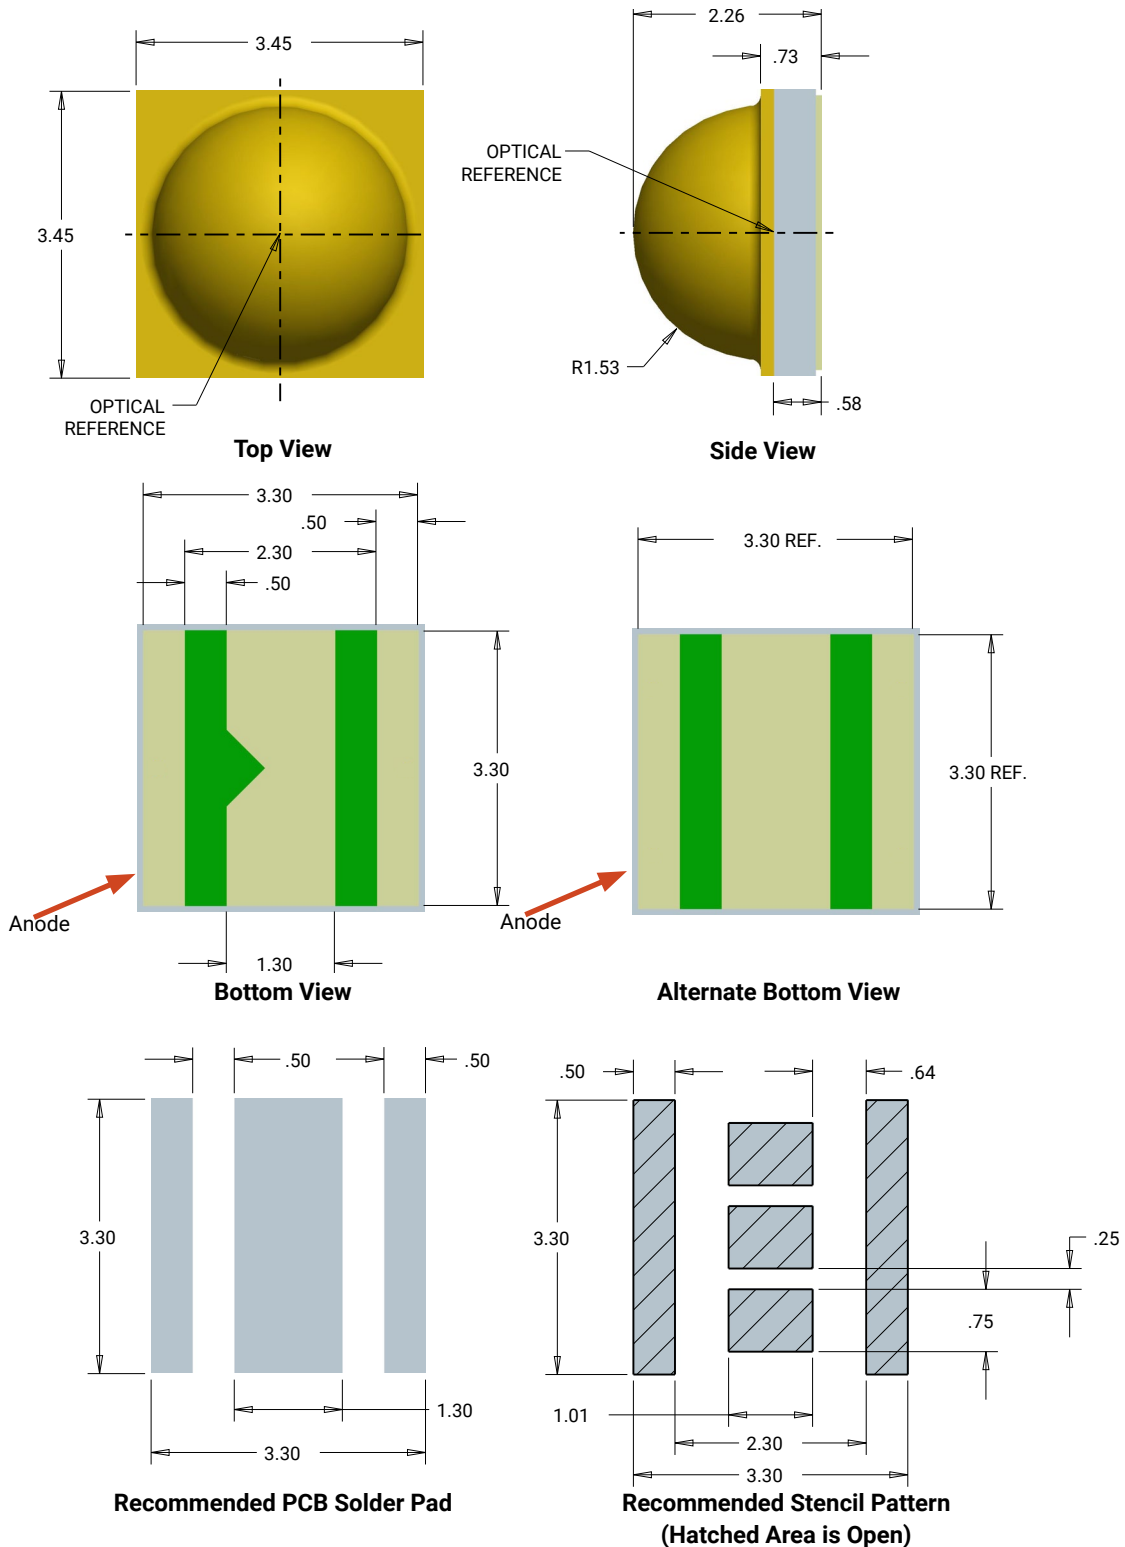 3.45
3.45
OPTICAL
REFERENCE
Top View
2.26
.73
OPTICAL
REFERENCE
R1.53
.58
Side View
3.30
.50
2.30
.50
3.30
Anode
1.30
Bottom View
3.30 REF.
3.30 REF.
Anode
Alternate Bottom View
.50
.50
3.30
1.30
3.30
Recommended PCB Solder Pad
.50
.64
3.30
.25
.75
1.01
2.30
3.30
Recommended Stencil Pattern
(Hatched Area is Open)